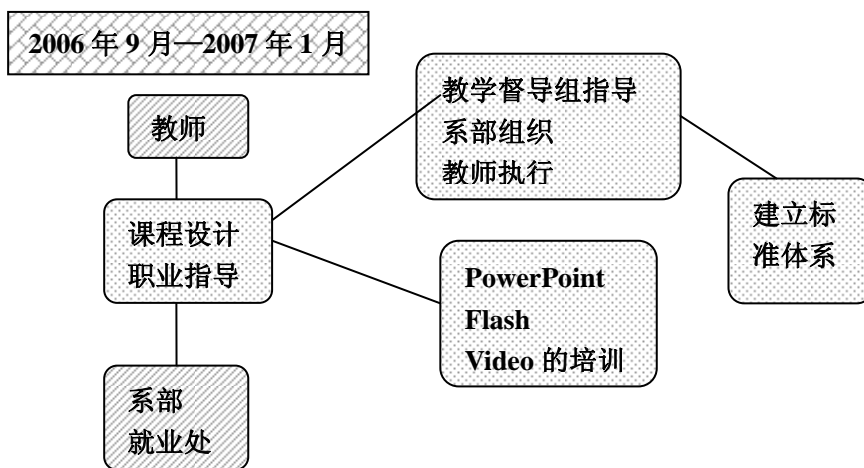 2006 年 9 月—2007 年 1 月
教师
课程设计
职业指导
系部
就业处
教学督导组指导
系部组织
教师执行
PowerPoint
Flash
Video 的培训
建立标
准体系